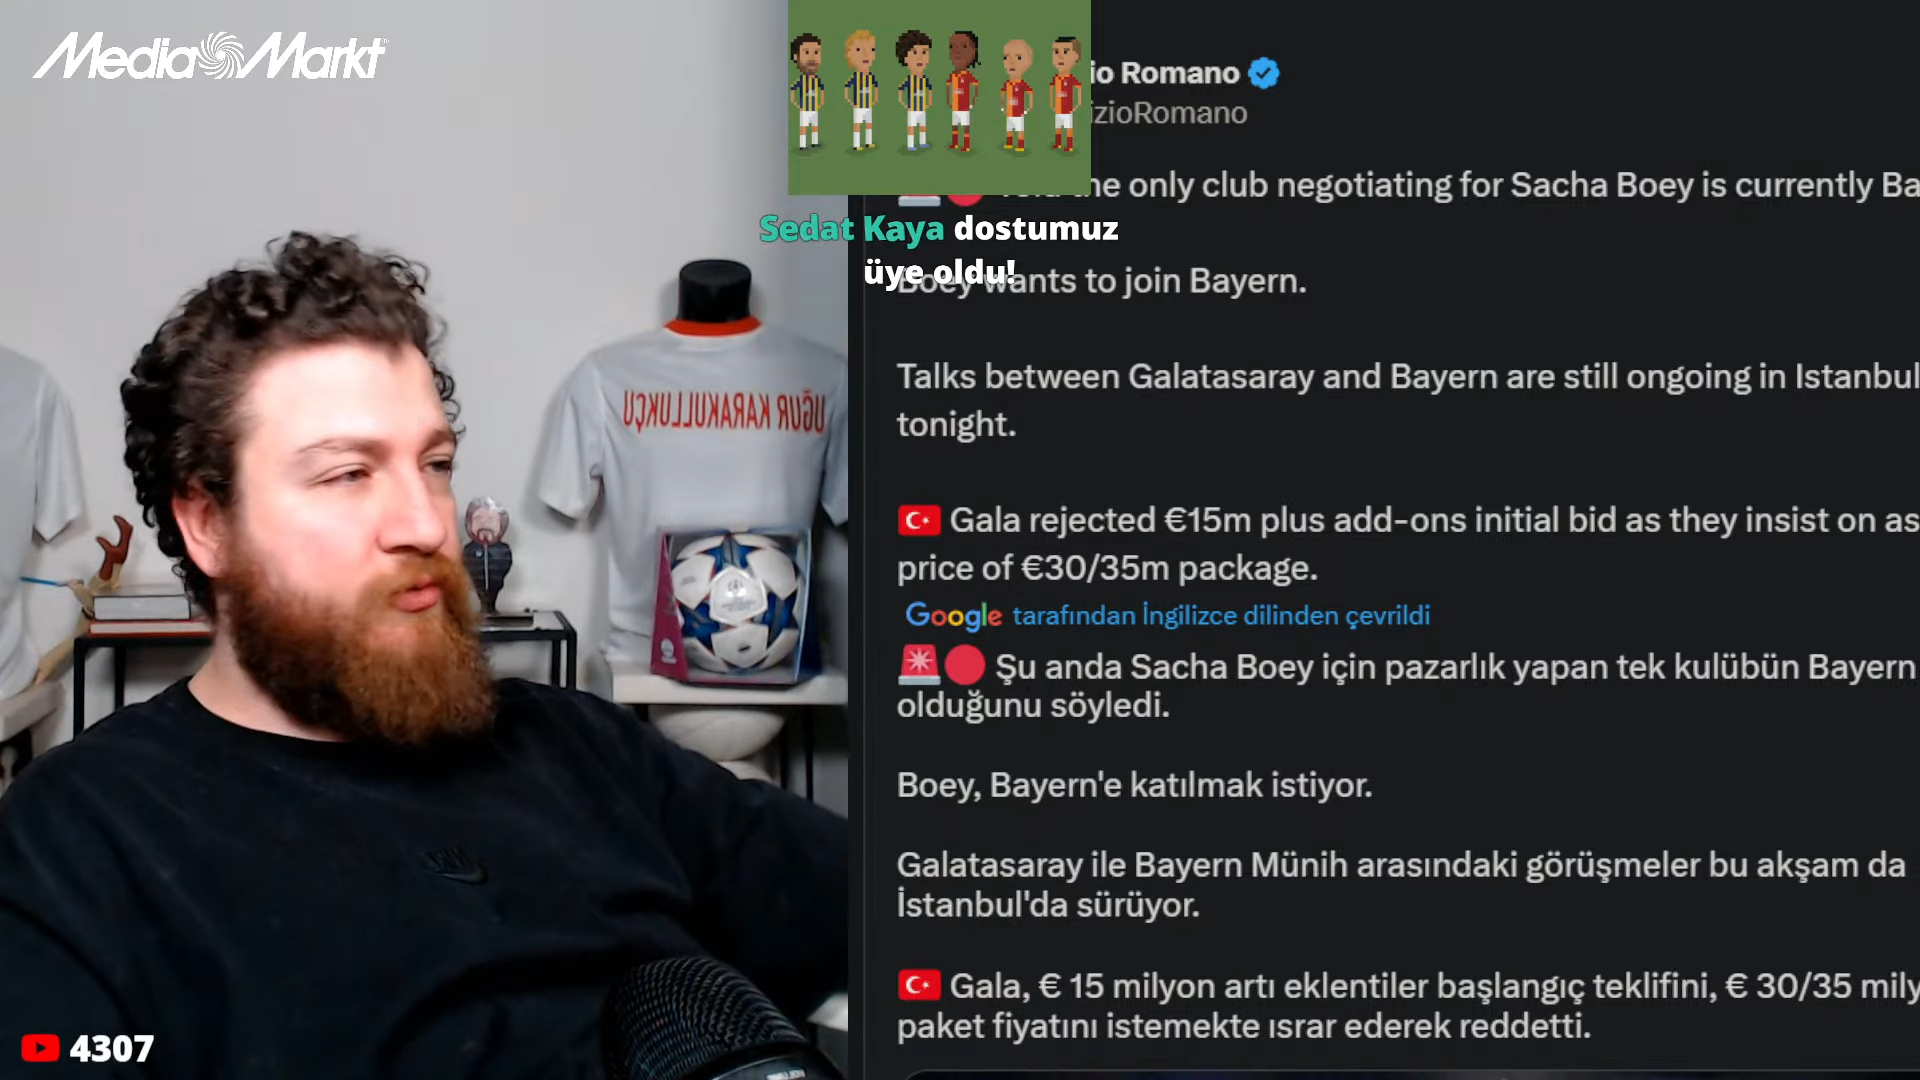 MediaMarkt
io Romano
zioRomano
he only club negotiating for Sacha Boey is currently Ba
Sedat Kaya dostumuz
üye oldu!
Boey wants to join Bayern.
UĞUR KARAKULLUKÇU
Talks between Galatasaray and Bayern are still ongoing in Istanbul
tonight.
Gala rejected €15m plus add-ons initial bid as they insist on as
price of €30/35m package.
Google tarafından İngilizce dilinden çevrildi
Şu anda Sacha Boey için pazarlık yapan tek kulübün Bayern
olduğunu söyledi.
Boey, Bayern'e katılmak istiyor.
Galatasaray ile Bayern Münih arasındaki görüşmeler bu akşam da
İstanbul'da sürüyor.
Gala, € 15 milyon artı eklentiler başlangıç teklifini, € 30/35 mily
paket fiyatını istemekte ısrar ederek reddetti.
4307